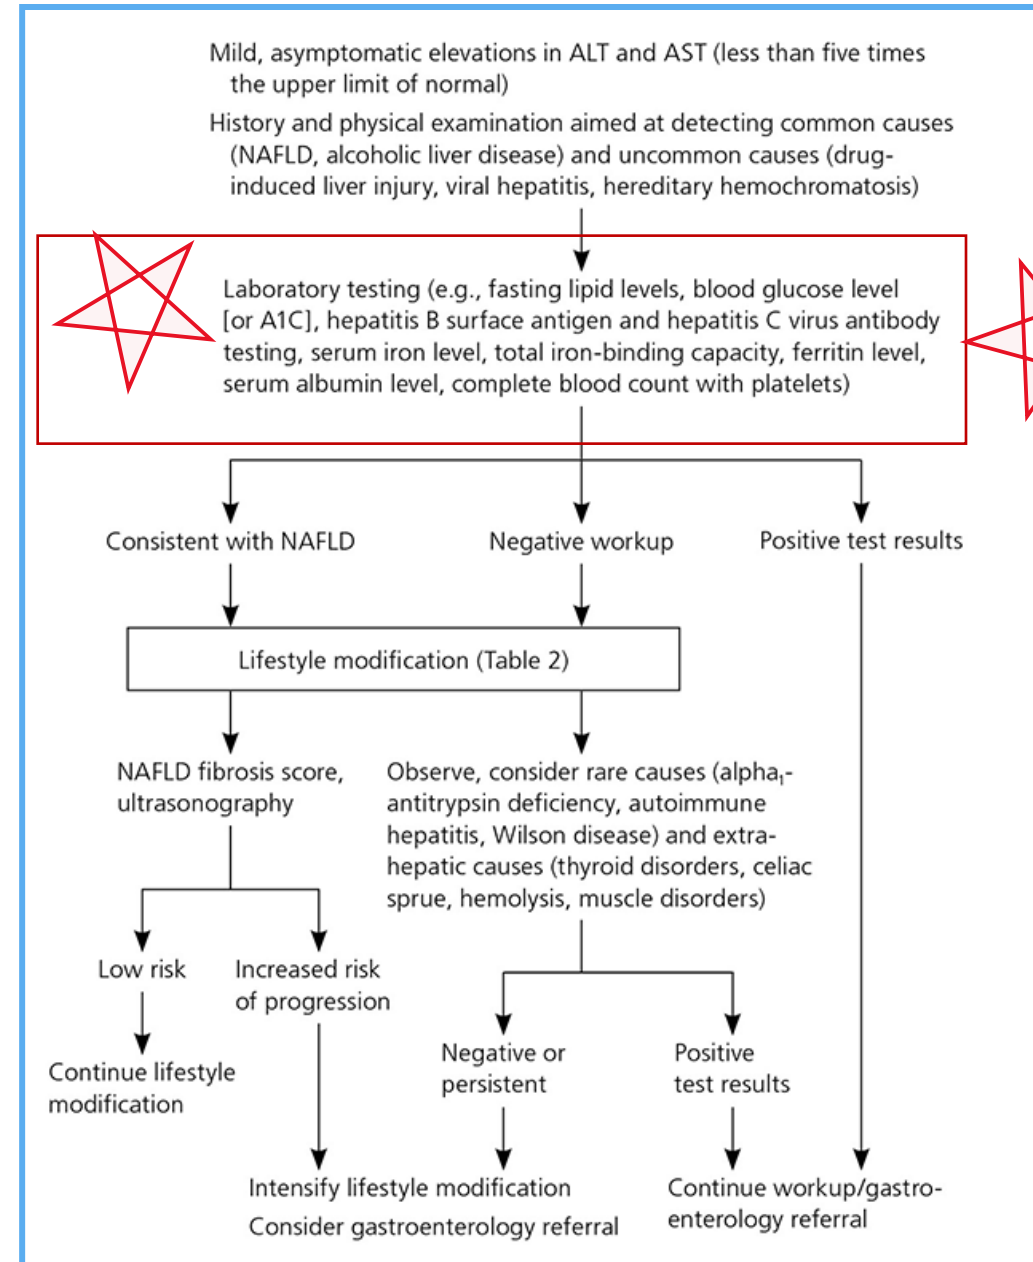 Mild, asymptomatic elevations in ALT and AST (less than five times
the upper limit of normal)
History and physical examination aimed at detecting common causes
(NAFLD, alcoholic liver disease) and uncommon causes (drug-
induced liver injury, viral hepatitis, hereditary hemochromatosis)
Laboratory testing (e.g., fasting lipid levels, blood glucose level
[or A1C], hepatitis B surface antigen and hepatitis C virus antibody
testing, serum iron level, total iron-binding capacity, ferritin level,
serum albumin level, complete blood count with platelets)
Consistent with NAFLD
Negative workup
Positive test results
Lifestyle modification (Table 2)
NAFLD fibrosis score,
ultrasonography
Observe, consider rare causes (alpha₁-
antitrypsin deficiency, autoimmune
hepatitis, Wilson disease) and extra-
hepatic causes (thyroid disorders, celiac
sprue, hemolysis, muscle disorders)
Low risk
Increased risk
of progression
Continue lifestyle
modification
Negative or
persistent
Positive
test results
Intensify lifestyle modification
Consider gastroenterology referral
Continue workup/gastro-
enterology referral